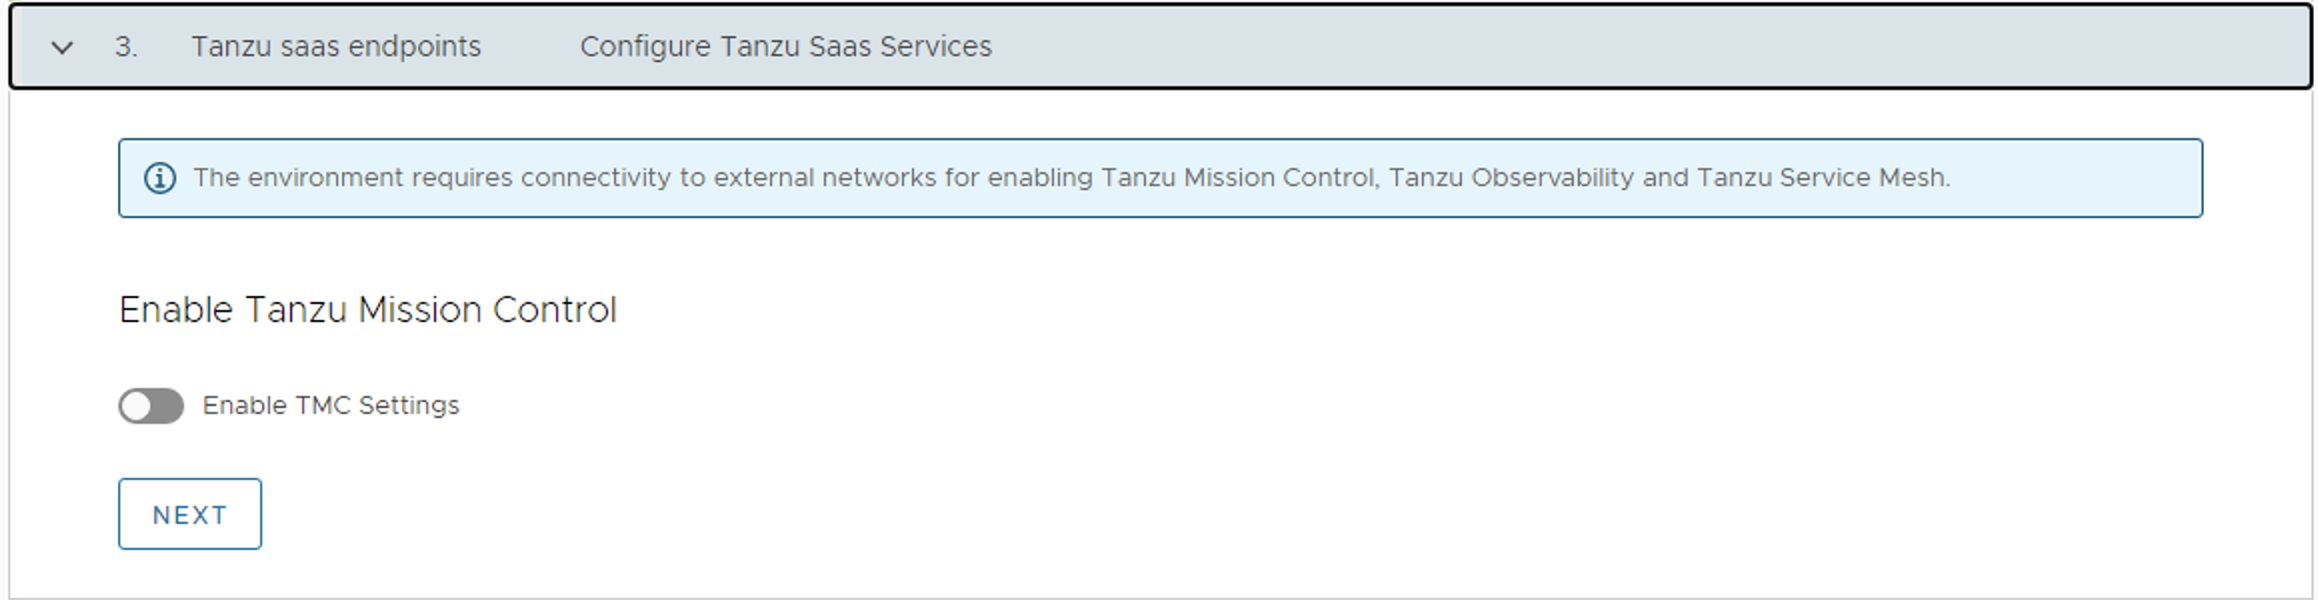 3. Tanzu saas endpoints Configure Tanzu Saas Services
The environment requires connectivity to external networks for enabling Tanzu Mission Control, Tanzu Observability and Tanzu Service Mesh.
Enable Tanzu Mission Control
Enable TMC Settings
NEXT